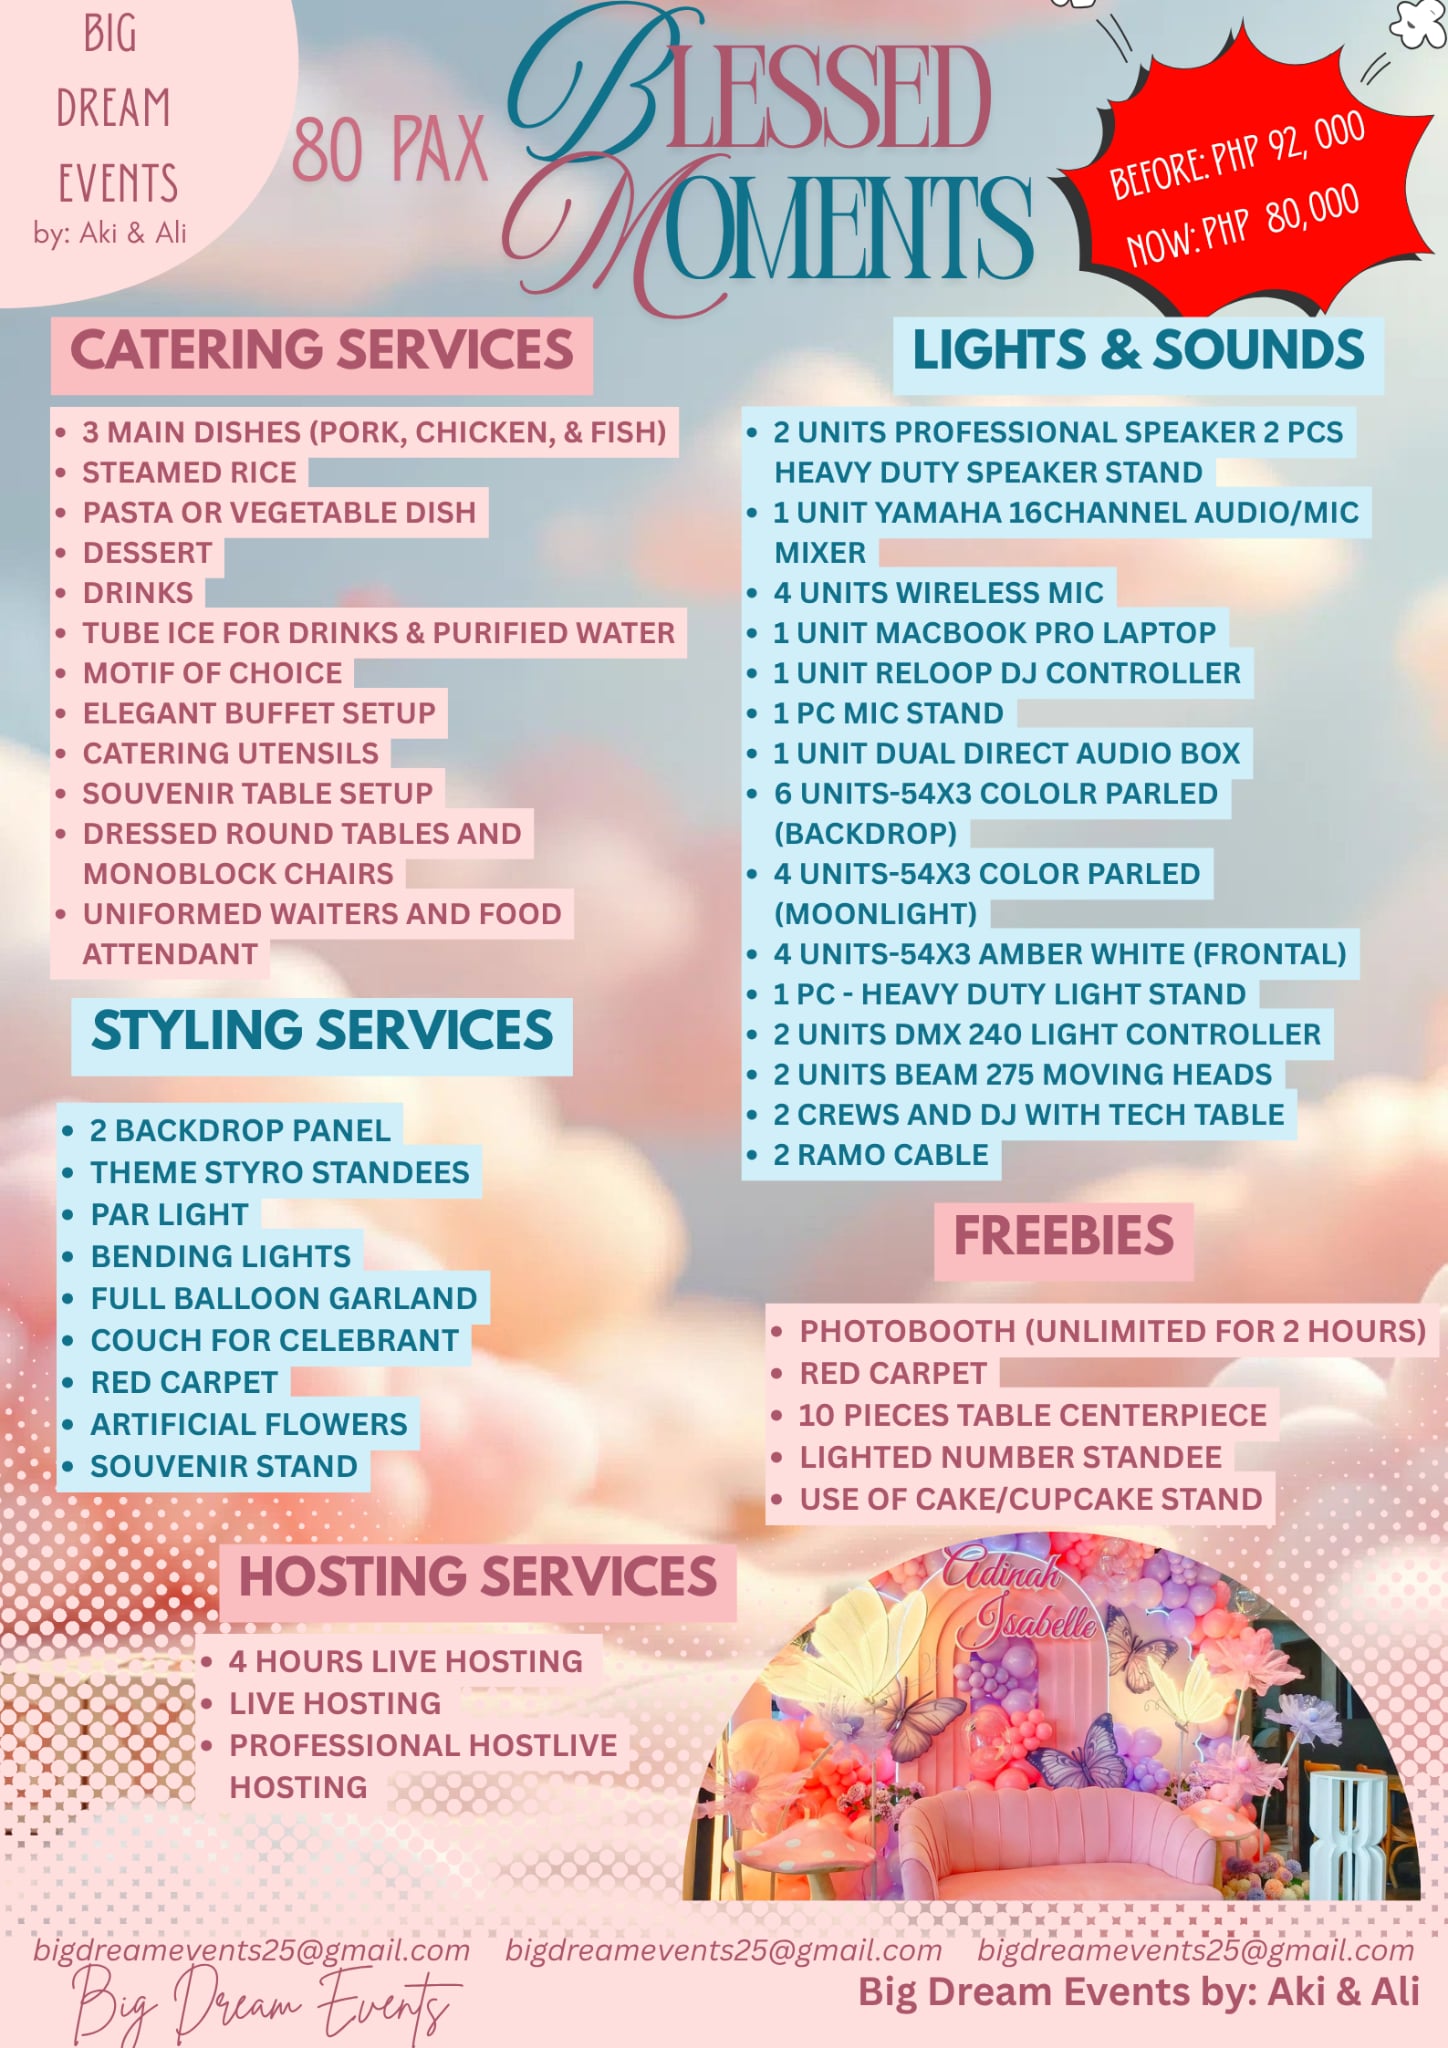 BIG
DREAM
EVENTS
by: Aki & Ali
80 PAX
BLESSED
MOMENTS
BEFORE: PHP 92, 000
NOW: PHP 80,000
CATERING SERVICES
• 3 MAIN DISHES (PORK, CHICKEN, & FISH)
• STEAMED RICE
• PASTA OR VEGETABLE DISH
• DESSERT
• DRINKS
• TUBE ICE FOR DRINKS & PURIFIED WATER
• MOTIF OF CHOICE
• ELEGANT BUFFET SETUP
• CATERING UTENSILS
• SOUVENIR TABLE SETUP
• DRESSED ROUND TABLES AND
MONOBLOCK CHAIRS
• UNIFORMED WAITERS AND FOOD
ATTENDANT
STYLING SERVICES
• 2 BACKDROP PANEL
• THEME STYRO STANDEES
• PAR LIGHT
• BENDING LIGHTS
• FULL BALLOON GARLAND
• COUCH FOR CELEBRANT
• RED CARPET
• ARTIFICIAL FLOWERS
• SOUVENIR STAND
HOSTING SERVICES
• 4 HOURS LIVE HOSTING
• LIVE HOSTING
• PROFESSIONAL HOSTLIVE
HOSTING
LIGHTS & SOUNDS
• 2 UNITS PROFESSIONAL SPEAKER 2 PCS
HEAVY DUTY SPEAKER STAND
• 1 UNIT YAMAHA 16CHANNEL AUDIO/MIC
MIXER
• 4 UNITS WIRELESS MIC
• 1 UNIT MACBOOK PRO LAPTOP
• 1 UNIT RELOOP DJ CONTROLLER
• 1 PC MIC STAND
• 1 UNIT DUAL DIRECT AUDIO BOX
• 6 UNITS-54X3 COLOLR PARLED
(BACKDROP)
• 4 UNITS-54X3 COLOR PARLED
(MOONLIGHT)
• 4 UNITS-54X3 AMBER WHITE (FRONTAL)
• 1 PC - HEAVY DUTY LIGHT STAND
• 2 UNITS DMX 240 LIGHT CONTROLLER
• 2 UNITS BEAM 275 MOVING HEADS
• 2 CREWS AND DJ WITH TECH TABLE
• 2 RAMO CABLE
FREEBIES
• PHOTOBOOTH (UNLIMITED FOR 2 HOURS)
• RED CARPET
• 10 PIECES TABLE CENTERPIECE
• LIGHTED NUMBER STANDEE
• USE OF CAKE/CUPCAKE STAND
Adinah
Isabelle
bigdreamevents25@gmail.com bigdreamevents25@gmail.com bigdreamevents25@gmail.com
Big Dream Events
Big Dream Events by: Aki & Ali